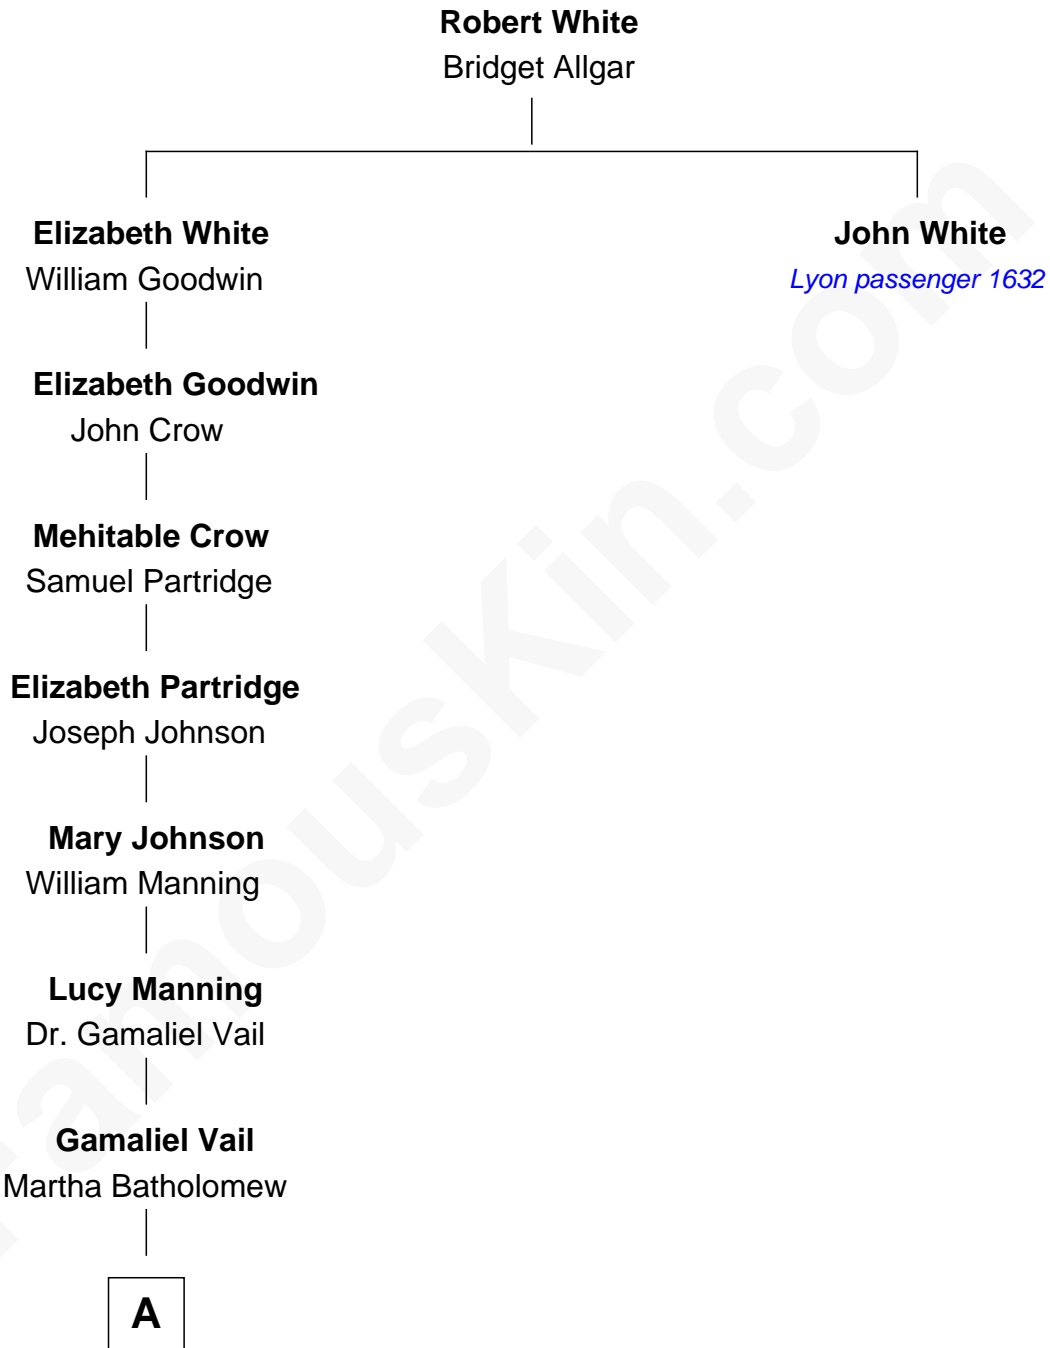 Robert White
Bridget Allgar
Elizabeth White
John White
William Goodwin
Lyon passenger 1632
Elizabeth Goodwin
John Crow
Mehitable Crow
Samuel Partridge
Elizabeth Partridge
Joseph Johnson
Mary Johnson
William Manning
Lucy Manning
Dr. Gamaliel Vail
Gamaliel Vail
Martha Batholomew
A
FamousKin.com